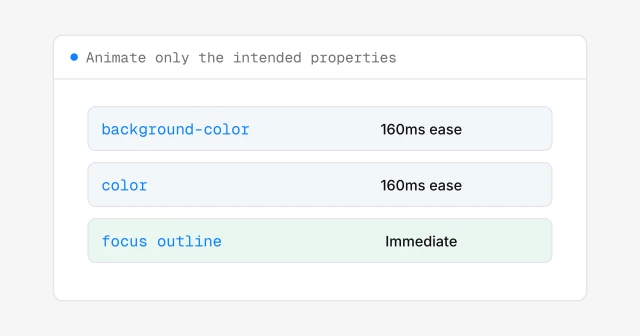 Animate only the intended properties
background-color 160ms ease
color 160ms ease
focus outline Immediate